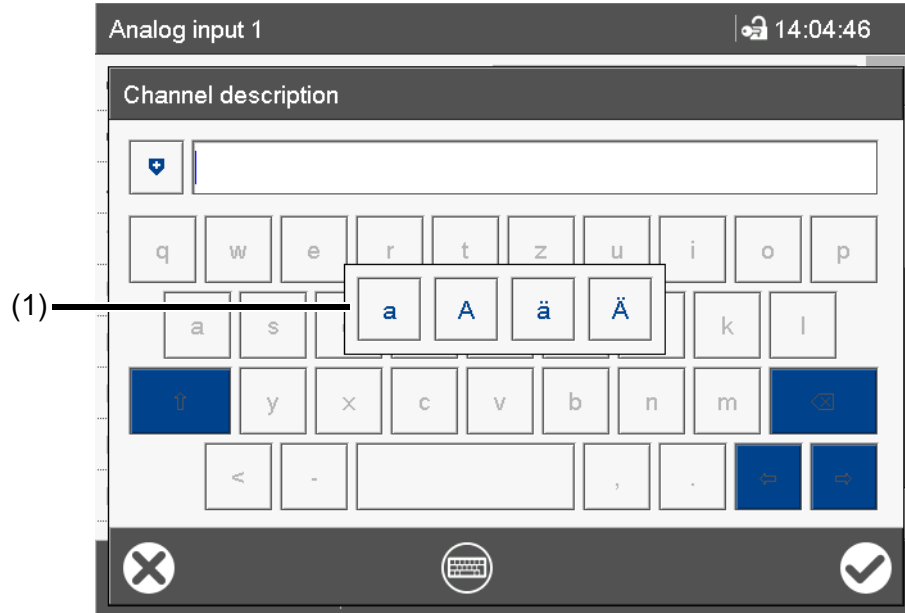 Analog input 1 14:04:46
Channel description
q w e r t z u i o p
(1) a A ä Ä
a s k l
⇧ y x c v b n m ⌫
< - , . ⇦ ⇨